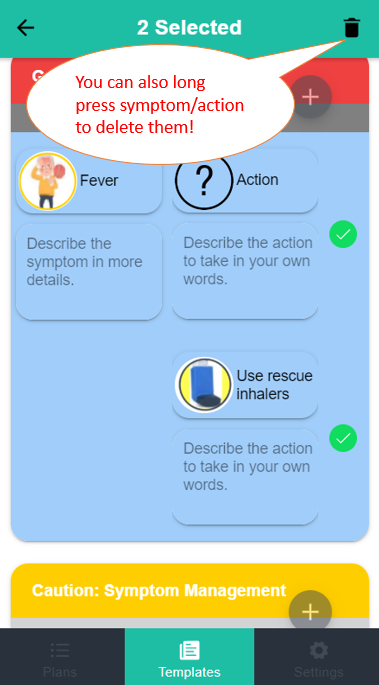 2 Selected
G
You can also long
press symptom/action
to delete them!
Fever
?
Action
Describe the
symptom in more
details.
Describe the action
to take in your own
words.
Use rescue
inhalers
Describe the action
to take in your own
words.
Caution: Symptom Management
Plans
Templates
Settings